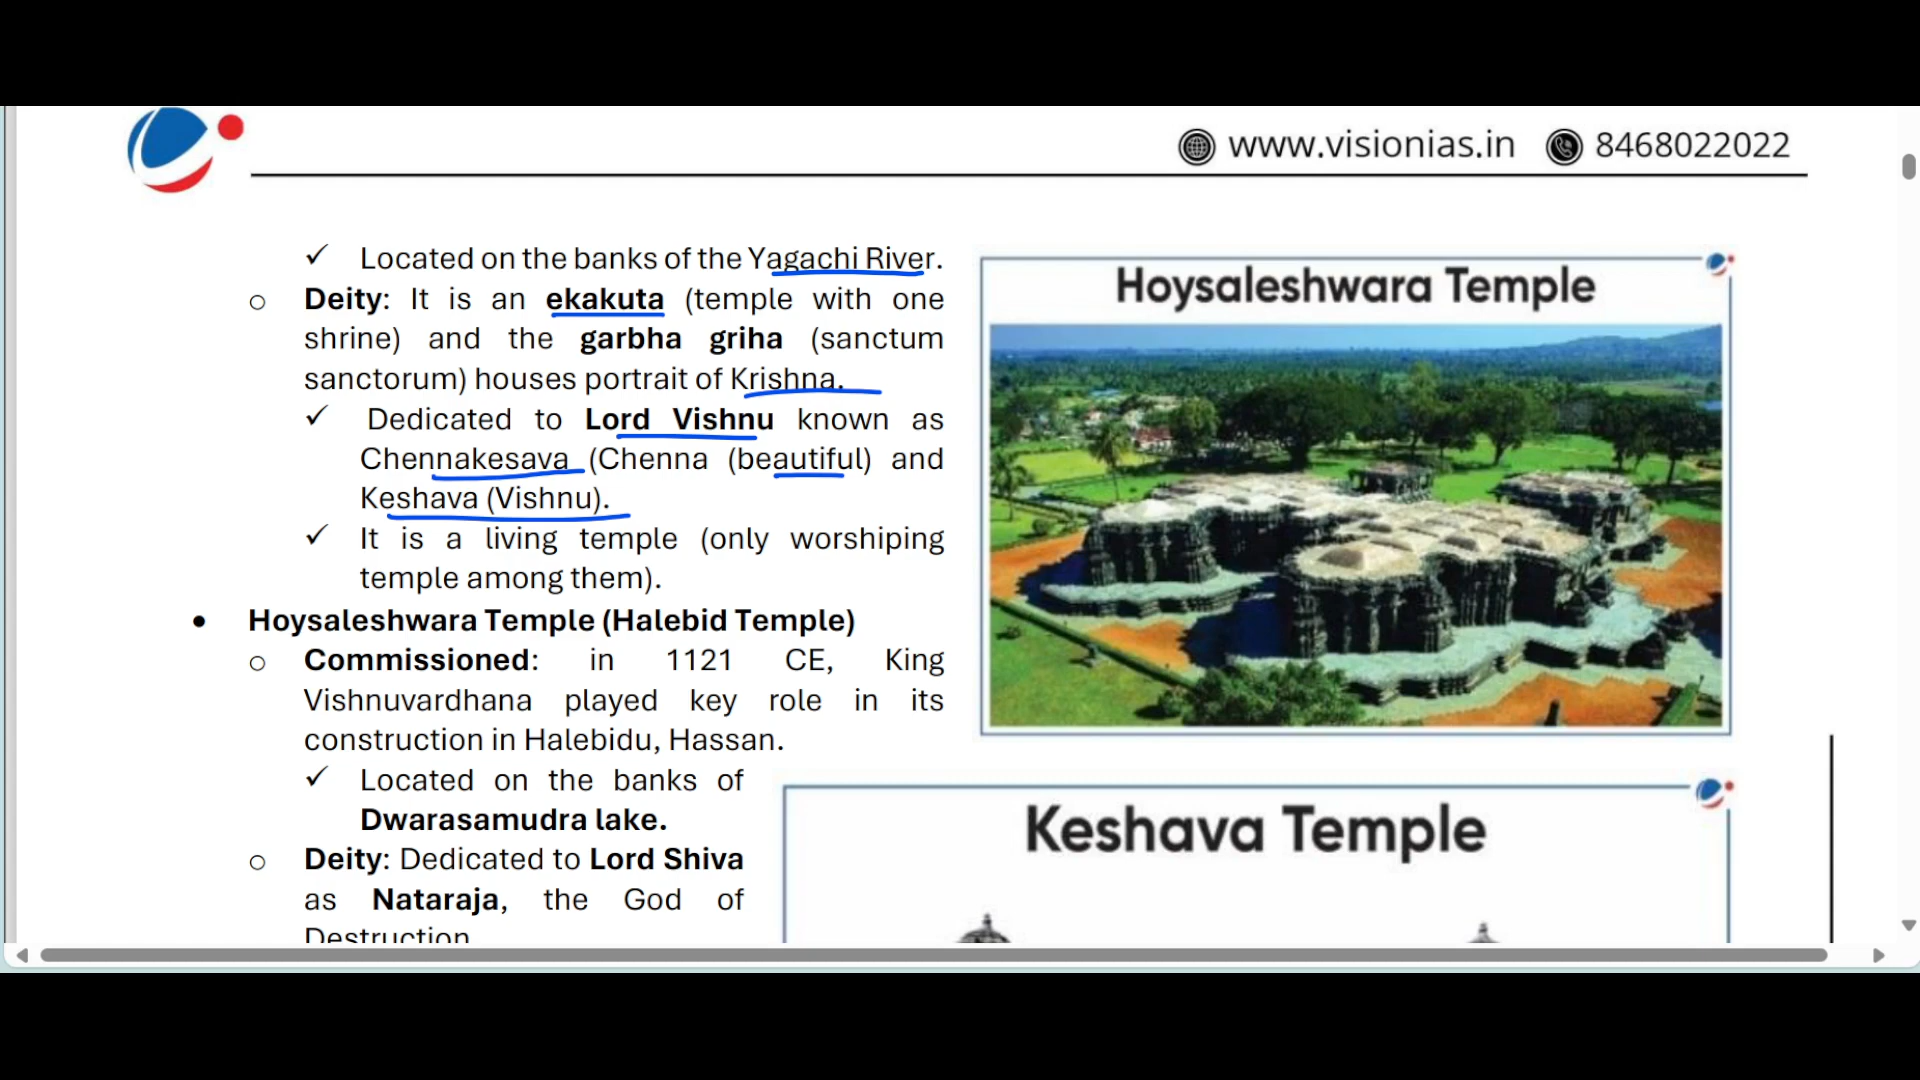 www.visionias.in 8468022022
✓ Located on the banks of the Yagachi River.
o Deity: It is an ekakuta (temple with one
shrine) and the garbha griha (sanctum
sanctorum) houses portrait of Krishna.
✓ Dedicated to Lord Vishnu known as
Chennakesava (Chenna (beautiful) and
Keshava (Vishnu).
✓ It is a living temple (only worshiping
temple among them).
• Hoysaleshwara Temple (Halebid Temple)
o Commissioned: in 1121 CE, King
Vishnuvardhana played key role in its
construction in Halebidu, Hassan.
✓ Located on the banks of
Dwarasamudra lake.
o Deity: Dedicated to Lord Shiva
as Nataraja, the God of
Destruction
Hoysaleshwara Temple
Keshava Temple